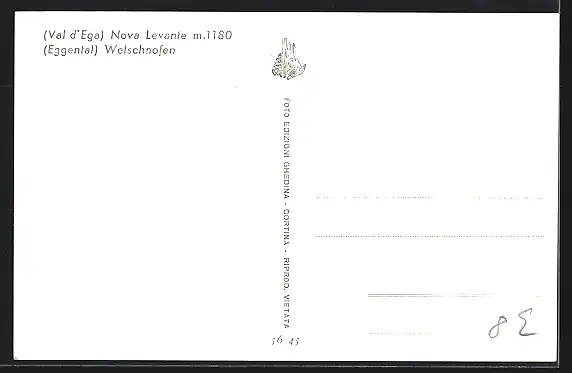 (Val d'Ega) Nova Levante m.1180
(Eggental) Welschnofen
FOTO EDIZIONI GHEDINA - CORTINA - RIPROD. VIETATA
56 45
8 E